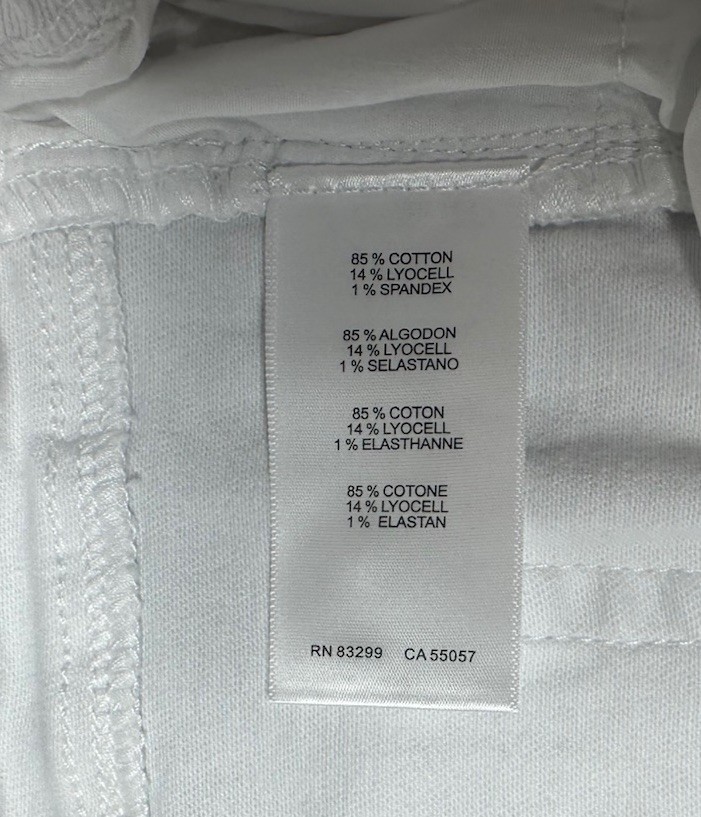 85 % COTTON
14 % LYOCELL
1 % SPANDEX
85 % ALGODON
14 % LYOCELL
1 % SELASTANO
85 % COTON
14 % LYOCELL
1 % ELASTHANNE
85 % COTONE
14 % LYOCELL
1 % ELASTAN
RN 83299 CA 55057